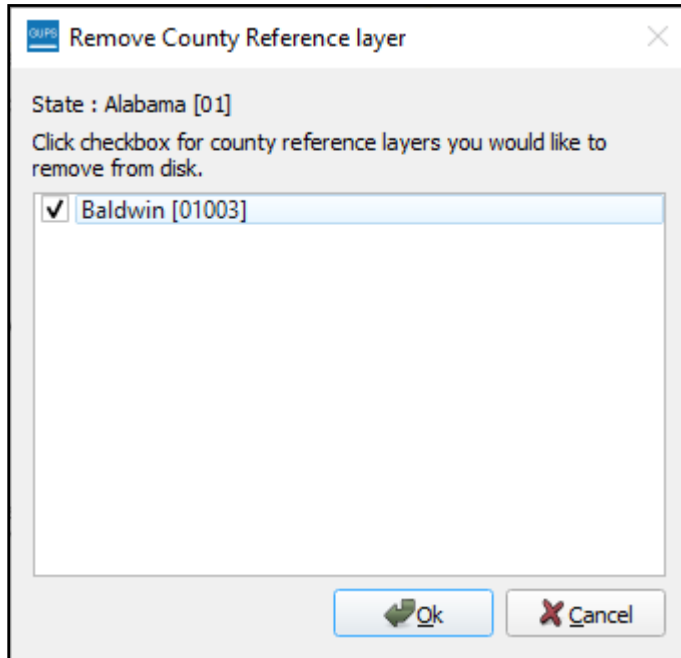 GUPS
Remove County Reference layer
State : Alabama [01]
Click checkbox for county reference layers you would like to
remove from disk.
Baldwin [01003]
Ok
Cancel